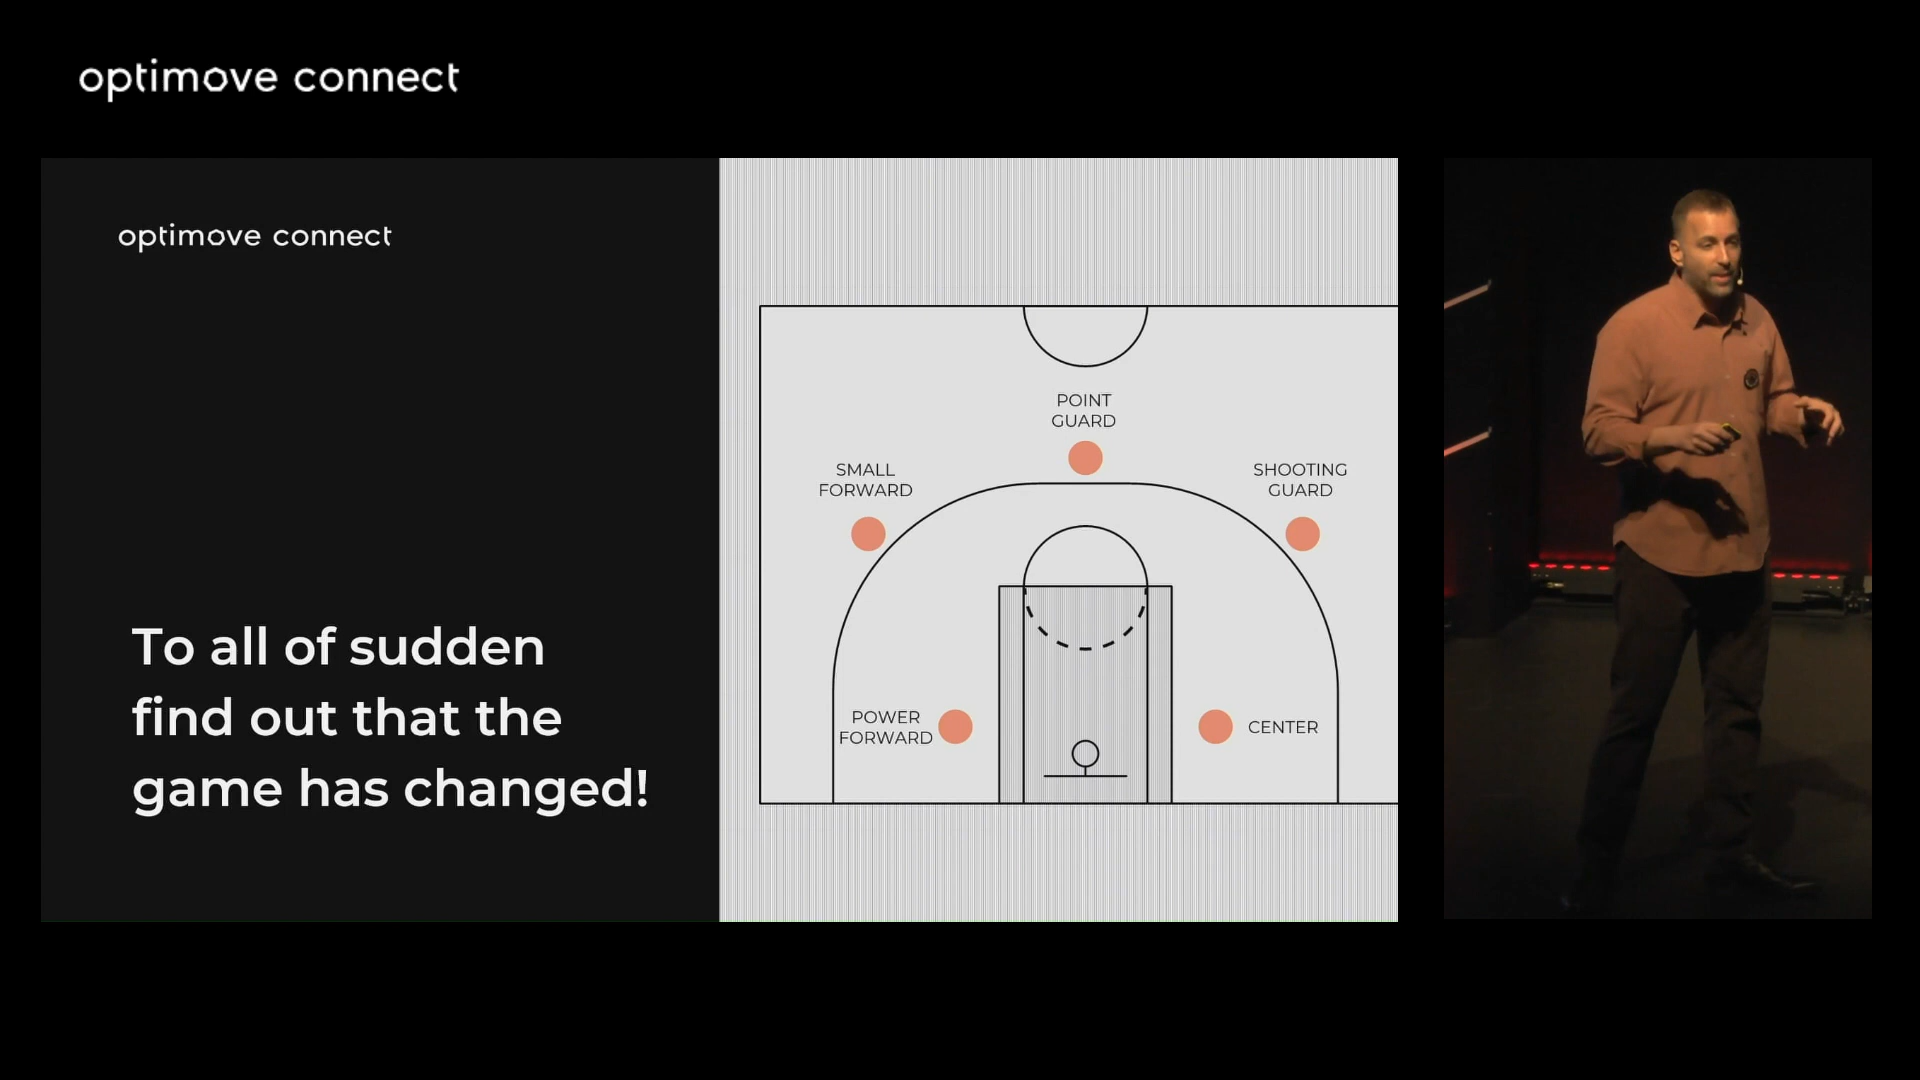 optimove connect
optimove connect
To all of sudden
find out that the
game has changed!
POINT
GUARD
SMALL
FORWARD
SHOOTING
GUARD
POWER
FORWARD
CENTER